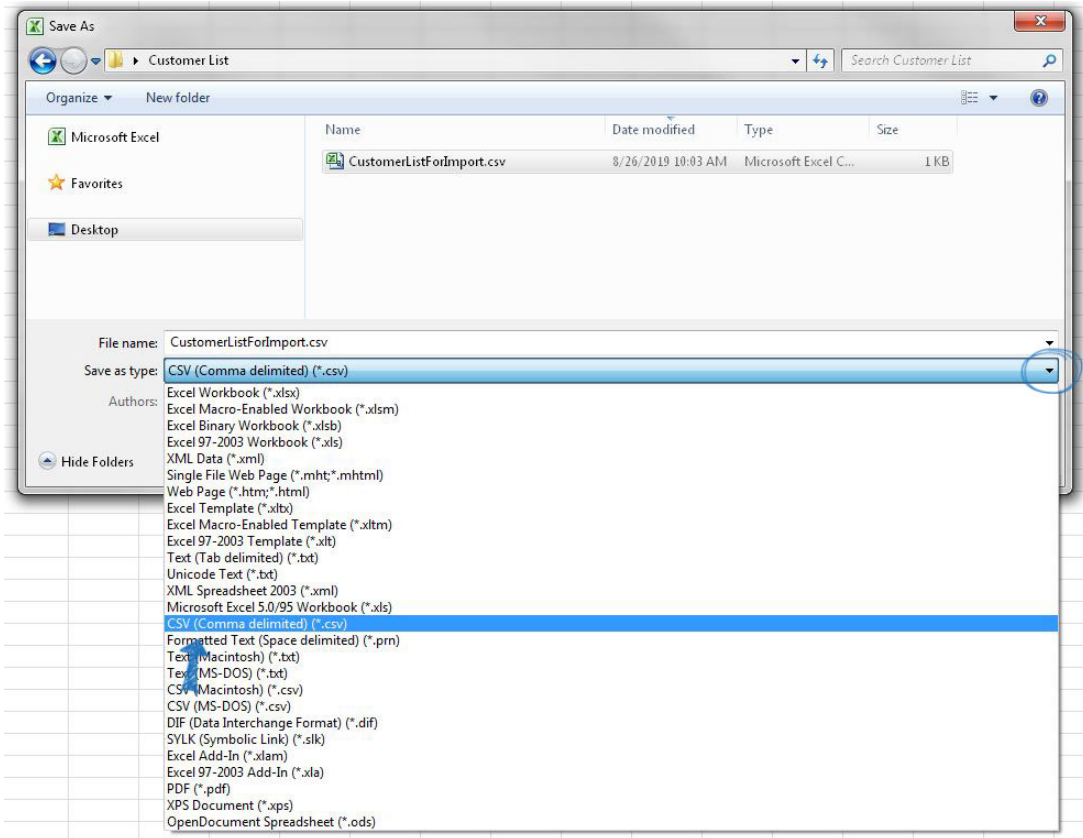 Save As
Customer List
Search Customer List
Organize
New folder
Microsoft Excel
Favorites
Desktop
Name
Date modified
Type
Size
CustomerListForImport.csv
8/26/2019 10:03 AM
Microsoft Excel C...
1 KB
File name: CustomerListForImport.csv
Save as type: CSV (Comma delimited) (*.csv)
Authors:
Hide Folders
Excel Workbook (*.xlsx)
Excel Macro-Enabled Workbook (*.xlsm)
Excel Binary Workbook (*.xlsb)
Excel 97-2003 Workbook (*.xls)
XML Data (*.xml)
Single File Web Page (*.mht;*.mhtml)
Web Page (*.htm;*.html)
Excel Template (*.xltx)
Excel Macro-Enabled Template (*.xltm)
Excel 97-2003 Template (*.xlt)
Text (Tab delimited) (*.txt)
Unicode Text (*.txt)
XML Spreadsheet 2003 (*.xml)
Microsoft Excel 5.0/95 Workbook (*.xls)
CSV (Comma delimited) (*.csv)
Formatted Text (Space delimited) (*.prn)
Text (Macintosh) (*.txt)
Text (MS-DOS) (*.txt)
CSV (Macintosh) (*.csv)
CSV (MS-DOS) (*.csv)
DIF (Data Interchange Format) (*.dif)
SYLK (Symbolic Link) (*.slk)
Excel Add-In (*.xlam)
Excel 97-2003 Add-In (*.xla)
PDF (*.pdf)
XPS Document (*.xps)
OpenDocument Spreadsheet (*.ods)